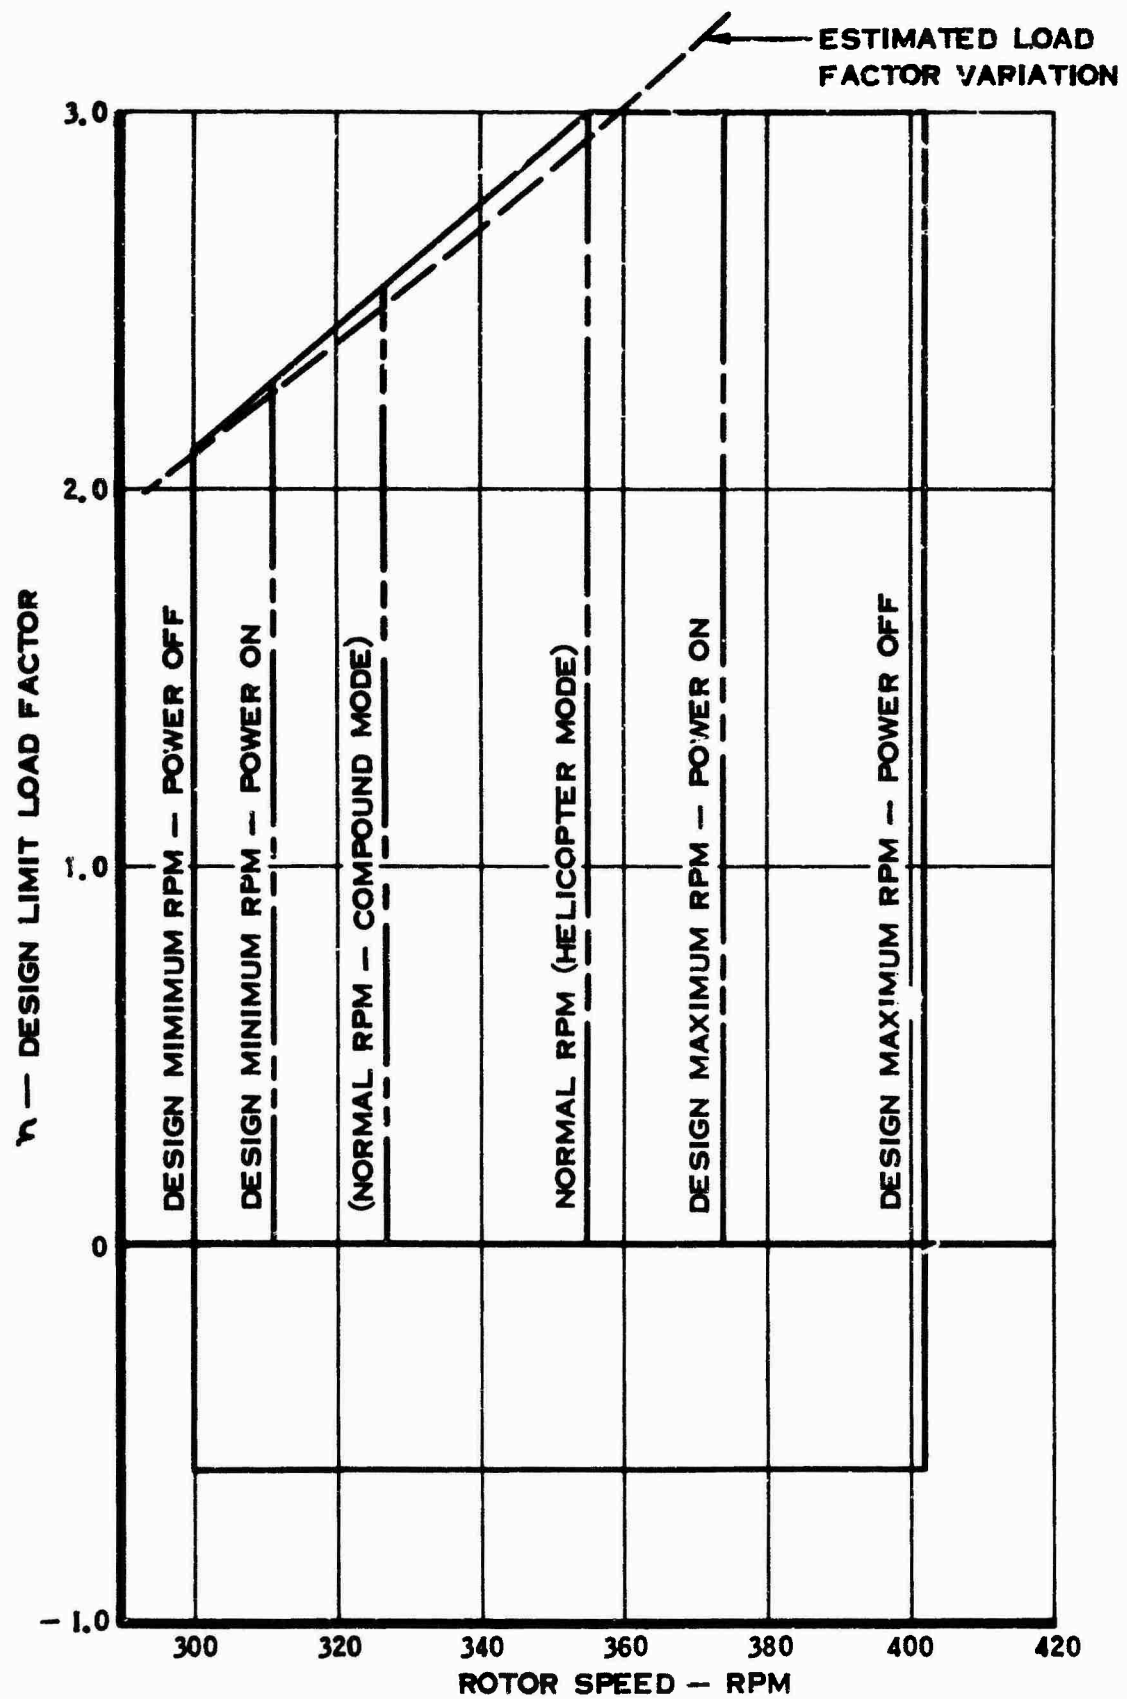 ESTIMATED LOAD
FACTOR VARIATION
3.0
2.0
1.0
0
- 1.0
n — DESIGN LIMIT LOAD FACTOR
DESIGN MIMIMUM RPM — POWER OFF
DESIGN MINIMUM RPM — POWER ON
(NORMAL RPM — COMPOUND MODE)
NORMAL RPM (HELICOPTER MODE)
DESIGN MAXIMUM RPM — POWER ON
DESIGN MAXIMUM RPM — POWER OFF
300 320 340 360 380 400 420
ROTOR SPEED — RPM